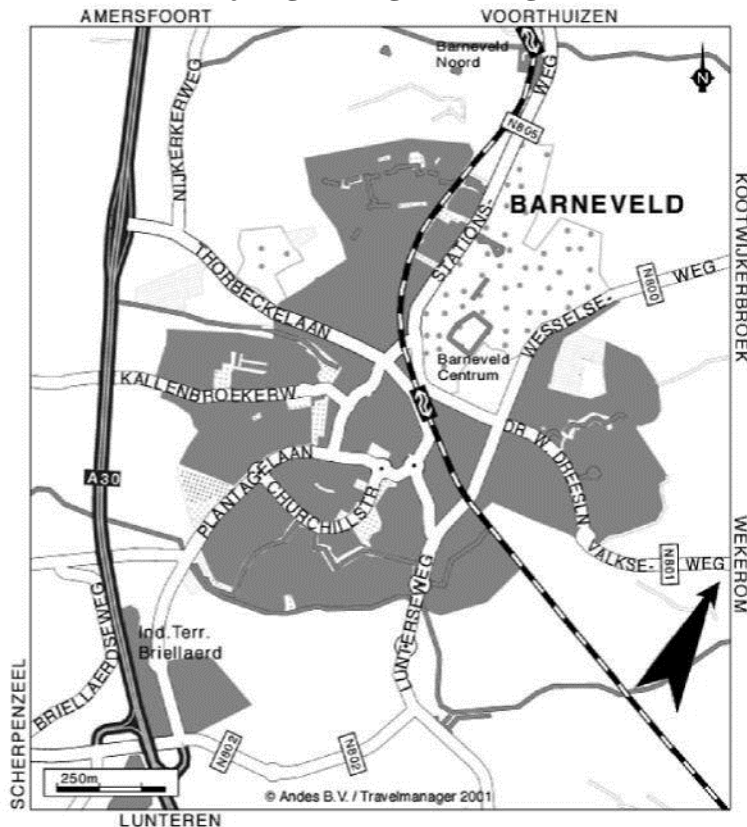 AMERSFOORT
VOORTHUIZEN
Barneveld
Noord
N
WEG
N805
NIJKERKERWEG
BARNEVELD
KOOTWIJKERBROEK
STATIONS-
THORBECKELAAN
WEG
N800
WESSELSE-
Barneveld
Centrum
KALLENBROEKERW
DR. W. DREESLN
PLANTAGELAAN
A30
CHURCHILLSTR
VALKSE-
N801
WEG
WEKEROM
LUNTERSEWEG
Ind. Terr.
Briellaerd
BRIELLAERDSEWEG
SCHERPENZEEL
N802
N802
250m
© Andes B.V. / Travelmanager 2001
LUNTEREN